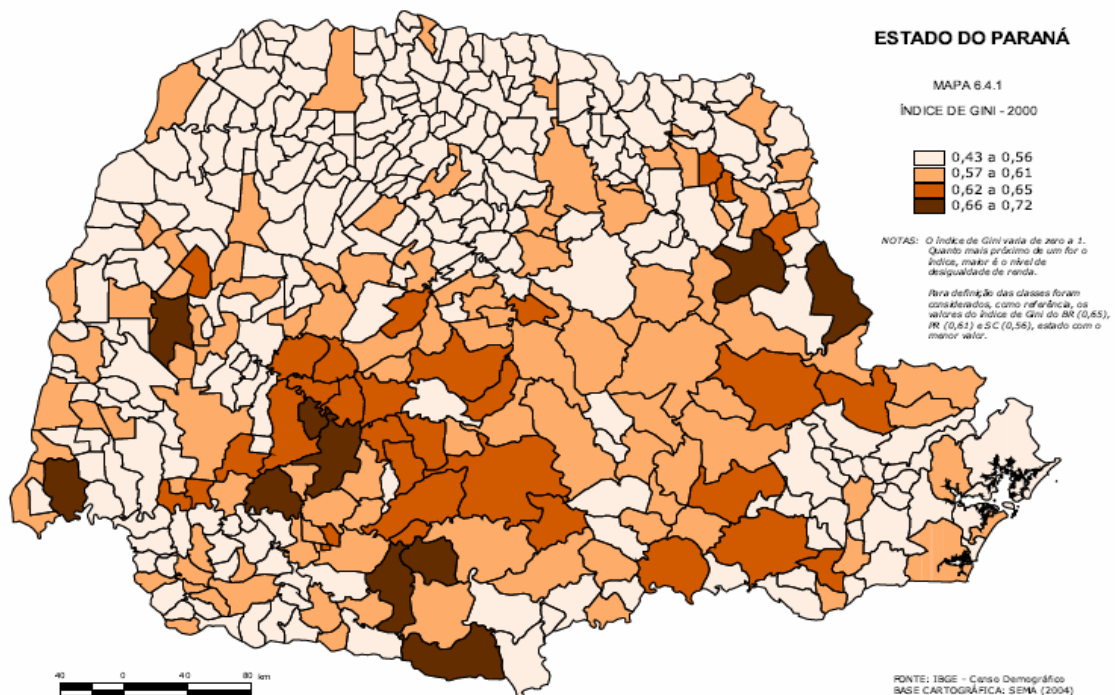 ESTADO DO PARANÁ
MAPA 6.4.1
ÍNDICE DE GINI - 2000
0,43 a 0,56
0,57 a 0,61
0,62 a 0,65
0,66 a 0,72
NOTAS: O índice de Gini varia de zero a 1.
Quanto mais próximo de um for o
índice, maior é o nível de
desigualdade de renda.
Para definição das classes foram
considerados, como referência, os
valores do índice de Gini do BR (0,65),
PR (0,61) e SC (0,56), estado com o
menor valor.
40 0 40 80 km
FONTE: IBGE - Censo Demográfico
BASE CARTOGRÁFICA: SEMA (2004)